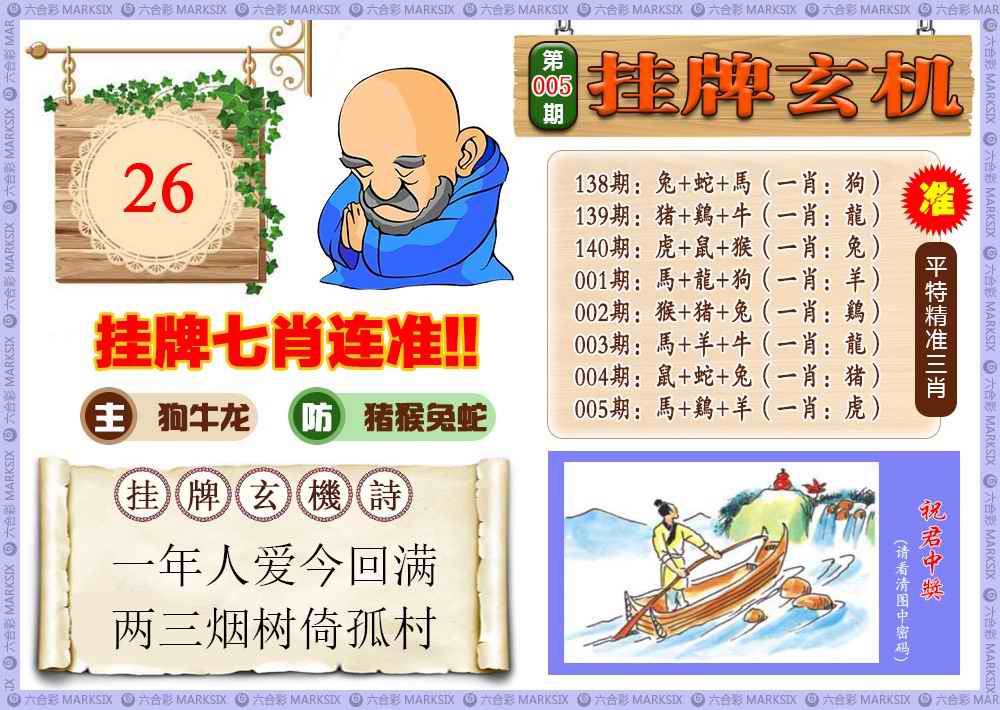 六合彩 MARKSIX
第005期
挂牌玄机
26
138期：兔+蛇+馬（一肖：狗）
139期：猪+鷄+牛（一肖：龍）
140期：虎+鼠+猴（一肖：兔）
001期：馬+龍+狗（一肖：羊）
002期：猴+猪+兔（一肖：鷄）
003期：馬+羊+牛（一肖：龍）
004期：鼠+蛇+兔（一肖：猪）
005期：馬+鷄+羊（一肖：虎）
准
平特精准三肖
挂牌七肖连准!!
主 狗牛龙
防 猪猴兔蛇
挂牌玄機詩
一年人爱今回满
两三烟树倚孤村
祝君中獎
（请看清图中密码）